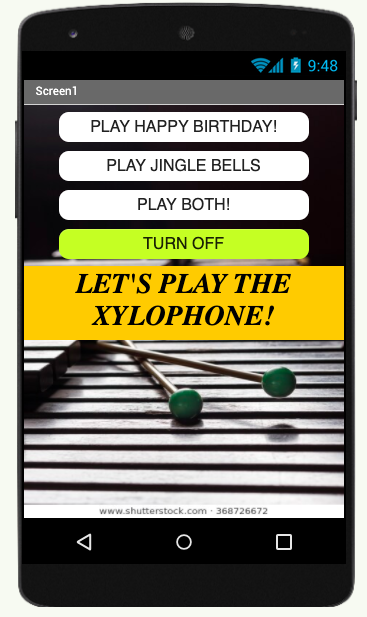 9:48
Screen1
PLAY HAPPY BIRTHDAY!
PLAY JINGLE BELLS
PLAY BOTH!
TURN OFF
LET'S PLAY THE
XYLOPHONE!
www.shutterstock.com · 368726672